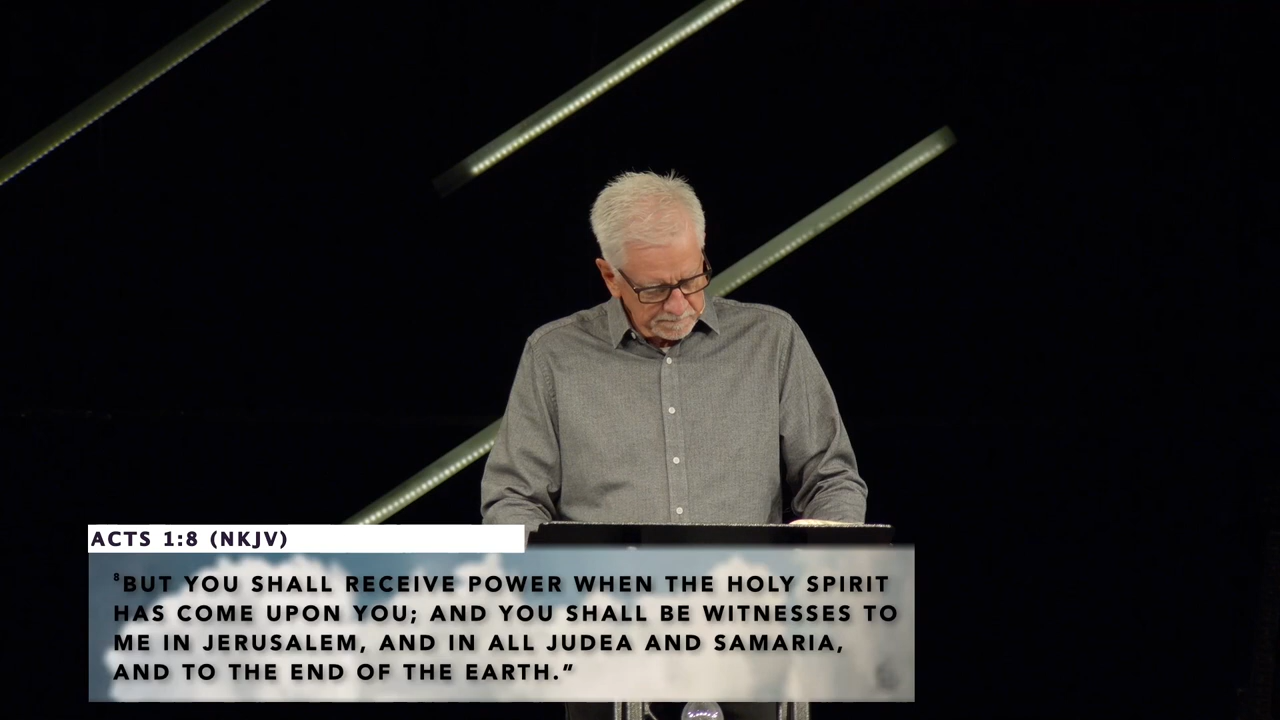 ACTS 1:8 (NKJV)
⁸BUT YOU SHALL RECEIVE POWER WHEN THE HOLY SPIRIT
HAS COME UPON YOU; AND YOU SHALL BE WITNESSES TO
ME IN JERUSALEM, AND IN ALL JUDEA AND SAMARIA,
AND TO THE END OF THE EARTH.”